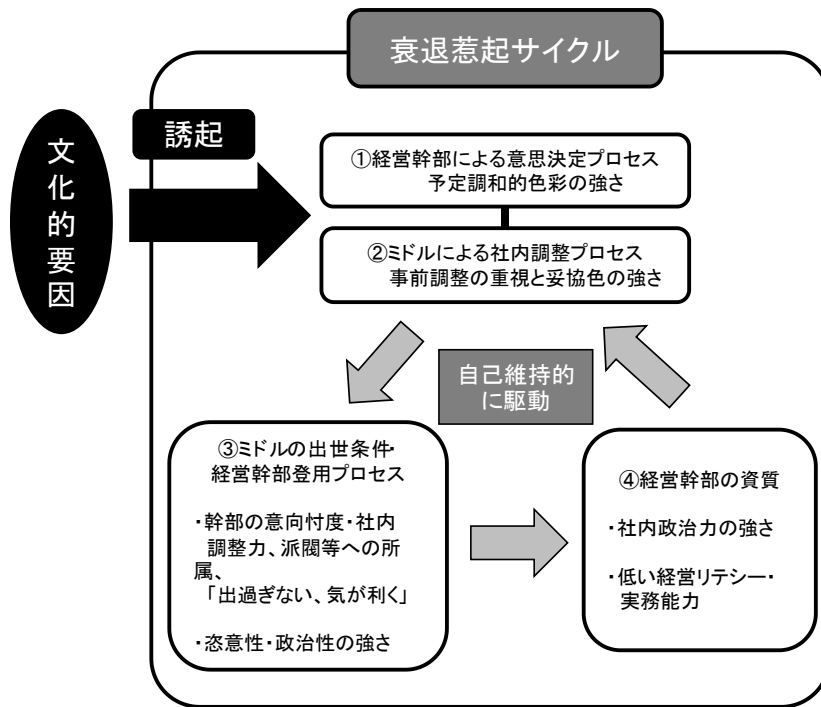 衰退惹起サイクル
誘起
文化的要因
①経営幹部による意思決定プロセス
予定調和的色彩の強さ
②ミドルによる社内調整プロセス
事前調整の重視と妥協色の強さ
自己維持的
に駆動
③ミドルの出世条件・
経営幹部登用プロセス
・幹部の意向忖度・社内
調整力、派閥等への所
属、
「出過ぎない、気が利く」
・恣意性・政治性の強さ
④経営幹部の資質
・社内政治力の強さ
・低い経営リテシー・
実務能力